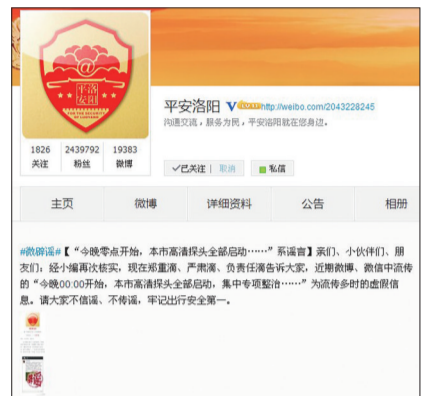 @
平洛
安阳
FOR THE SECURITY
OF LUOYANG
平安洛阳 V http://weibo.com/2043228245
沟通交流，服务为民，平安洛阳就在您身边。
1826 2439792 19383
关注 粉丝 微博
✓已关注 | 取消 私信
主页 微博 详细资料 公告 相册
#微辟谣#【“今晚零点开始，本市高清探头全部启动……”系谣言】亲们、小伙伴们、朋
友们：经小编再次核实，现在郑重滴、严肃滴、负责任滴告诉大家，近期微博、微信中流传
的“今晚00:00开始，本市高清探头全部启动，集中专项整治……”为流传多时的虚假信
息。请大家不信谣、不传谣，牢记出行安全第一。